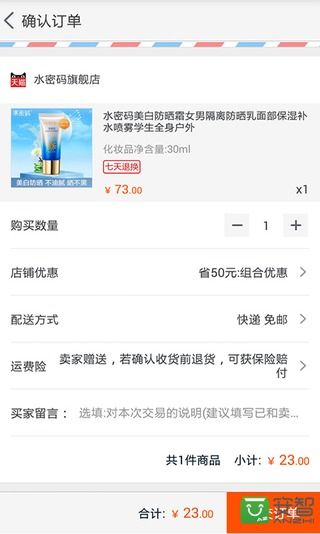 确认订单
天猫 水密码旗舰店
水密码
美白防晒 不油腻 晒不黑
水密码美白防晒霜女男隔离防晒乳面部保湿补
水喷雾学生全身户外
化妆品净含量:30ml
七天退换
¥ 73.00 x1
购买数量 1
店铺优惠 省50元:组合优惠
配送方式 快递 免邮
运费险 卖家赠送，若确认收货前退货，可获保险赔
付
买家留言： 选填:对本次交易的说明(建议填写已和卖...
共1件商品 小计: ¥ 23.00
合计: ¥ 23.00 订单
安智
ANZHI